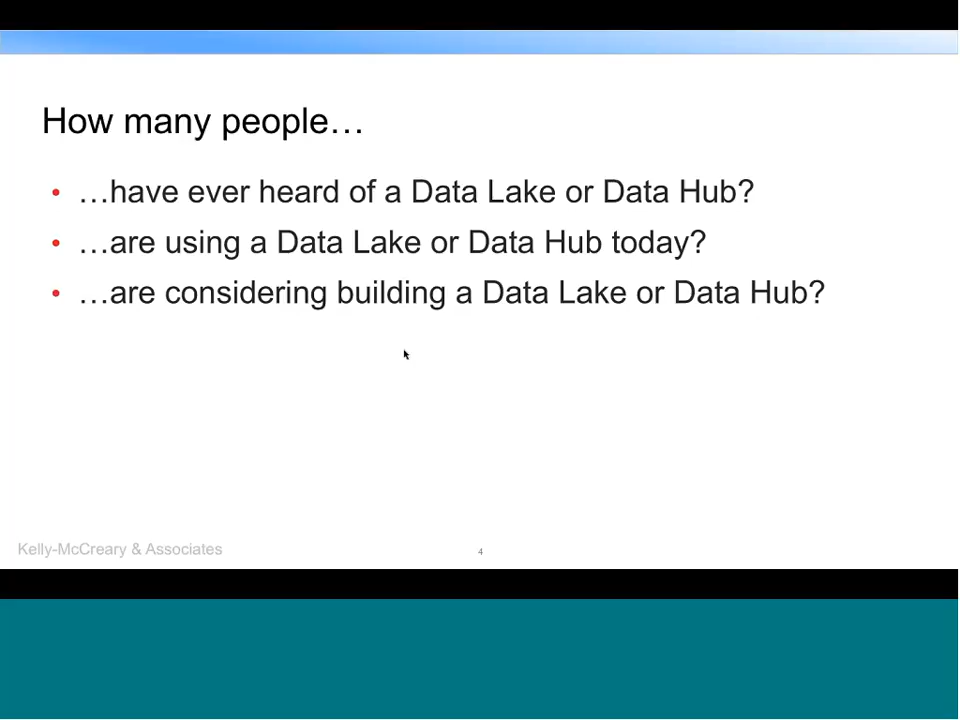 How many people…
• …have ever heard of a Data Lake or Data Hub?
• …are using a Data Lake or Data Hub today?
• …are considering building a Data Lake or Data Hub?
Kelly-McCreary & Associates
4